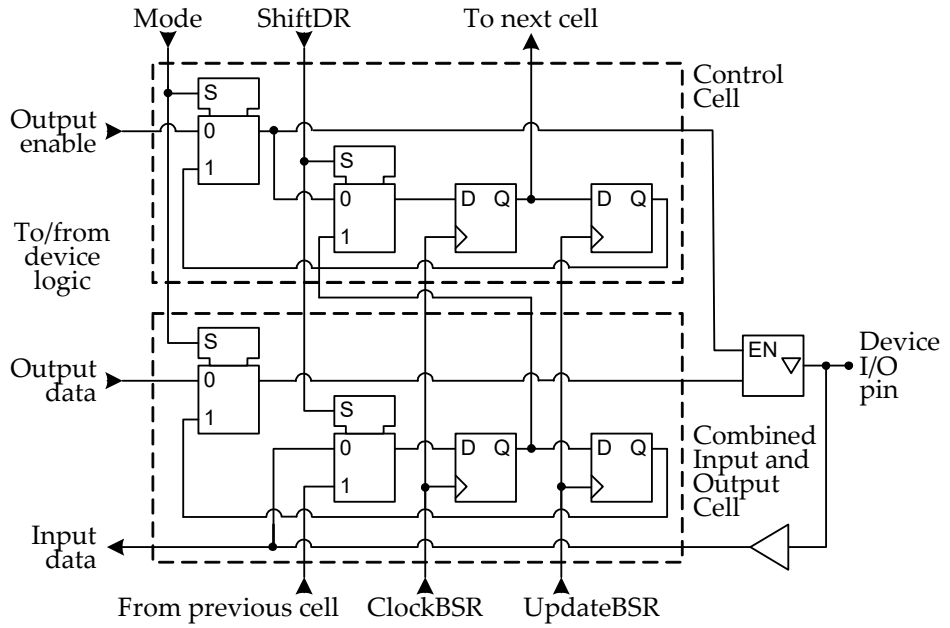 Mode
ShiftDR
To next cell
Control
Cell
S
Output
enable
0
1
S
0
1
D Q
D Q
To/from
device
logic
S
Output
data
0
1
EN
Device
I/O
pin
S
0
1
D Q
D Q
Combined
Input and
Output
Cell
Input
data
From previous cell
ClockBSR
UpdateBSR